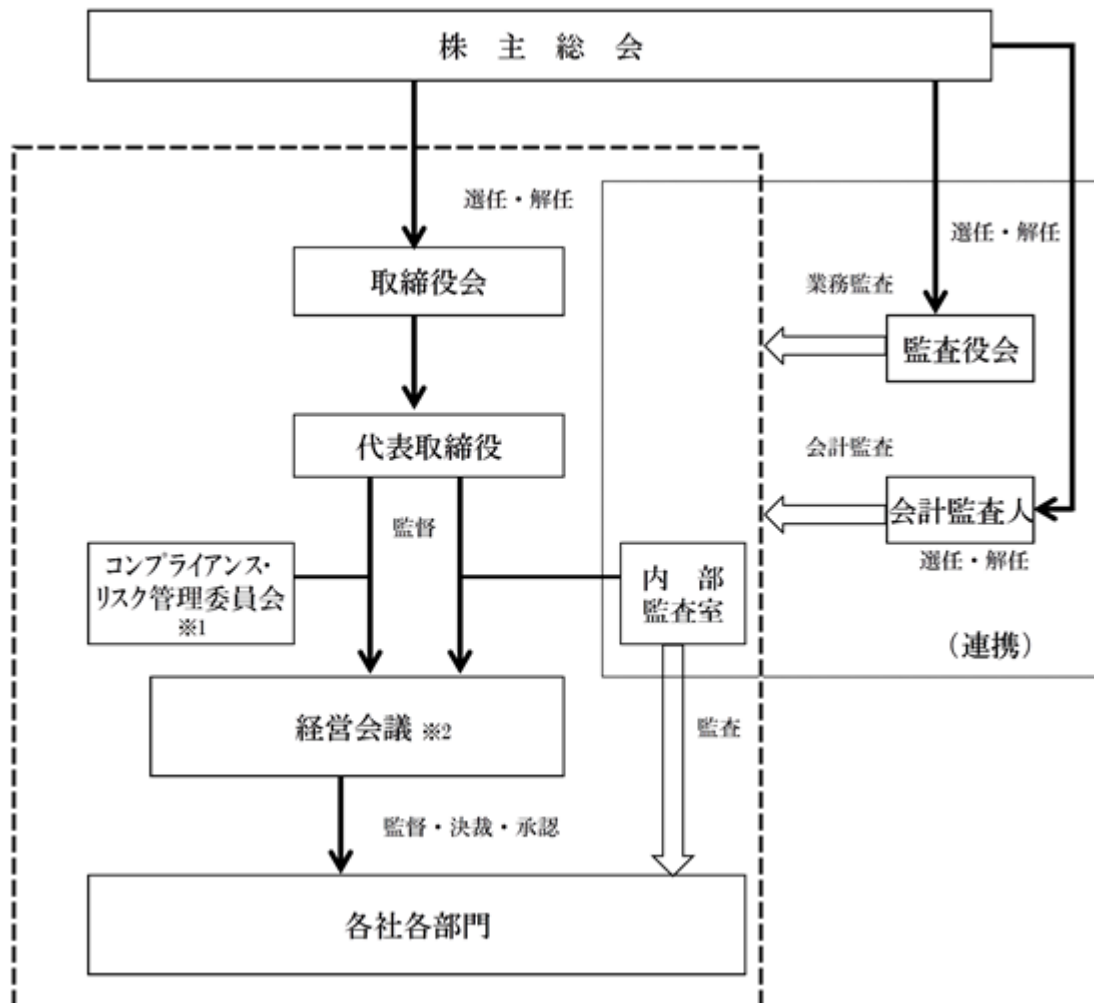 株主総会
選任・解任
選任・解任
取締役会
業務監査
監査役会
代表取締役
会計監査
監督
会計監査人
選任・解任
コンプライアンス・
リスク管理委員会
※1
内部
監査室
（連携）
経営会議 ※2
監査
監督・決裁・承認
各社各部門